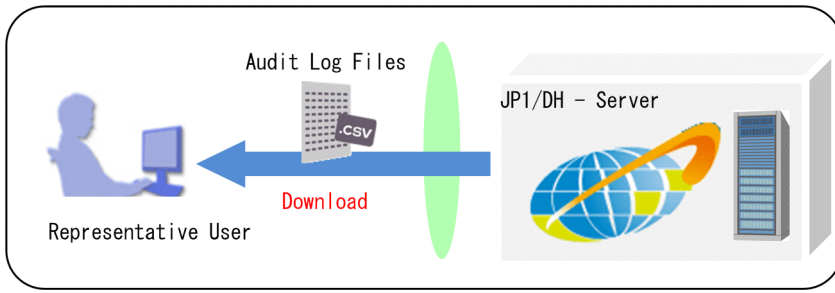 Audit Log Files
JP1/DH - Server
.CSV
Download
Representative User